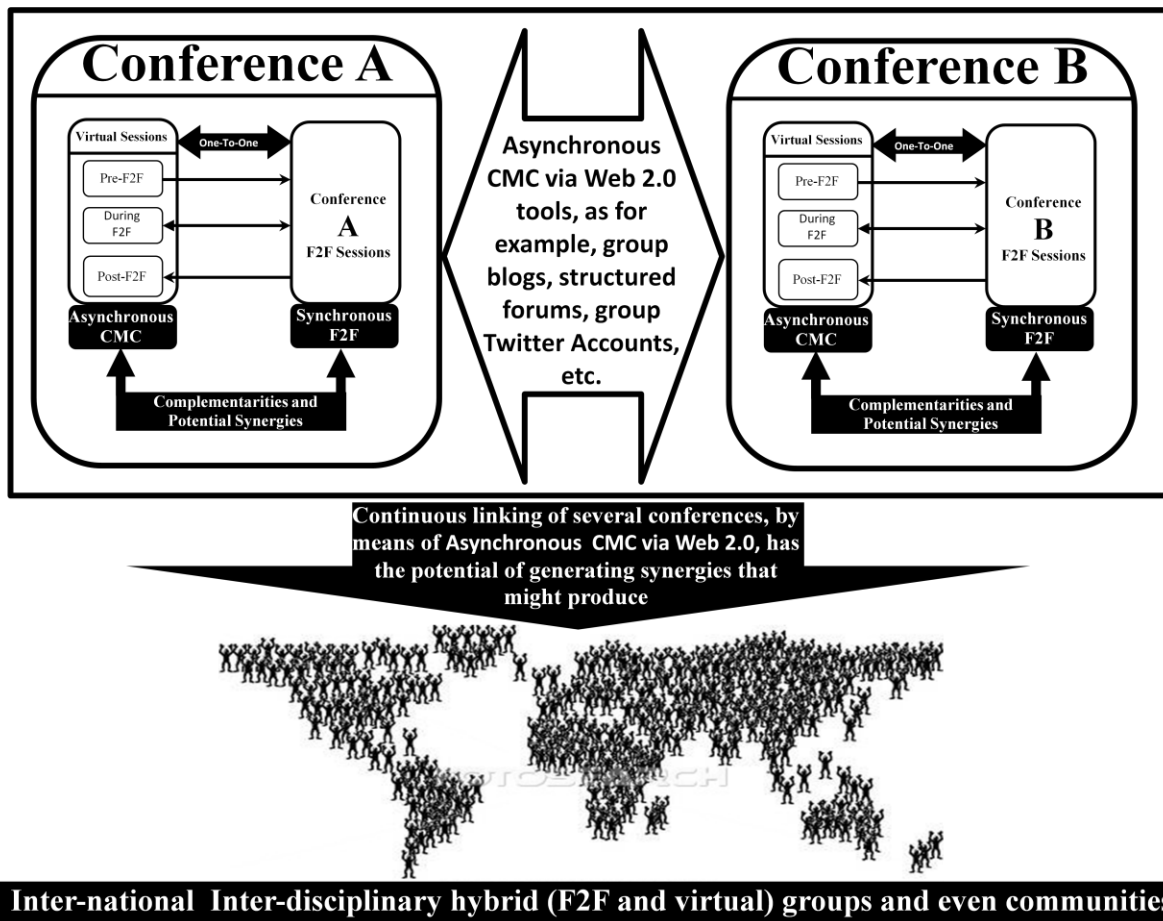 Conference A
Virtual Sessions
One-To-One
Pre-F2F
During
F2F
Post-F2F
Conference
A
F2F Sessions
Asynchronous
CMC
Synchronous
F2F
Complementarities and
Potential Synergies
Asynchronous
CMC via Web 2.0
tools, as for
example, group
blogs, structured
forums, group
Twitter Accounts,
etc.
Conference B
Virtual Sessions
One-To-One
Pre-F2F
During
F2F
Post-F2F
Conference
B
F2F Sessions
Asynchronous
CMC
Synchronous
F2F
Complementarities and
Potential Synergies
Continuous linking of several conferences, by
means of Asynchronous CMC via Web 2.0, has
the potential of generating synergies that
might produce
Inter-national Inter-disciplinary hybrid (F2F and virtual) groups and even communities